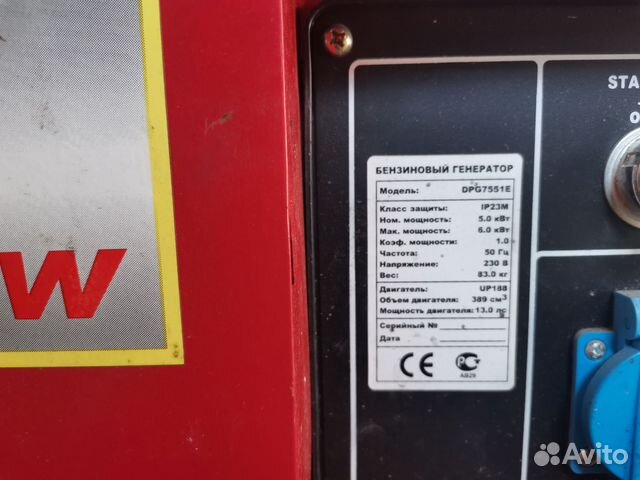 W
STA
O
БЕНЗИНОВЫЙ ГЕНЕРАТОР
Модель: DPG7551E
Класс защиты: IP23M
Ном. мощность: 5.0 кВт
Мак. мощность: 6.0 кВт
Коэф. мощности: 1.0
Частота: 50 Гц
Напряжение: 230 В
Вес: 83.0 кг
Двигатель: UP188
Объем двигателя: 389 см³
Мощность двигателя: 13.0 лс
Серийный №
Дата
CE PC
АВ29
Avito